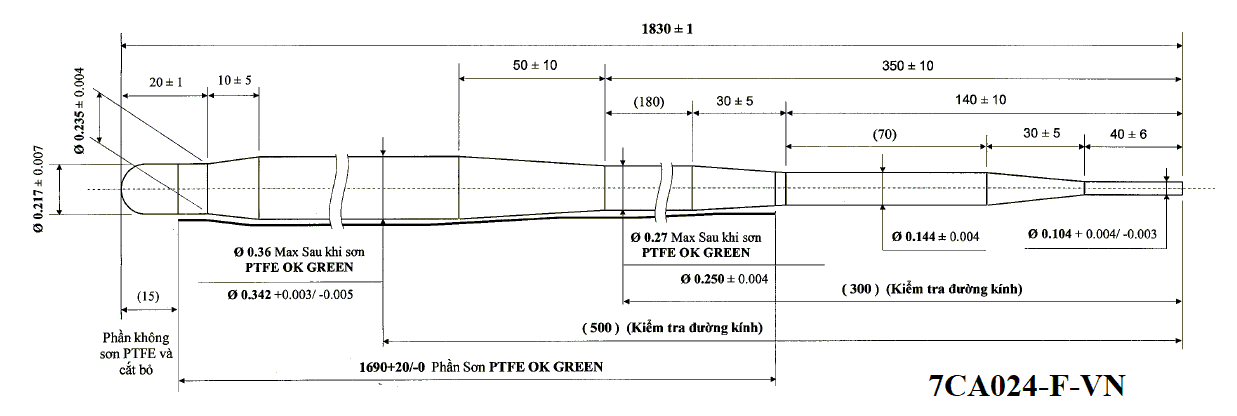 1830 ± 1
50 ± 10
350 ± 10
20 ± 1
10 ± 5
(180)
30 ± 5
140 ± 10
Ø 0.235 ± 0.004
(70)
30 ± 5
40 ± 6
Ø 0.217 ± 0.007
Ø 0.36 Max Sau khi sơn
PTFE OK GREEN
Ø 0.342 +0.003/ -0.005
Ø 0.27 Max Sau khi sơn
PTFE OK GREEN
Ø 0.250 ± 0.004
Ø 0.144 ± 0.004
Ø 0.104 + 0.004/ -0.003
( 300 ) (Kiểm tra đường kính)
(15)
( 500 ) (Kiểm tra đường kính)
Phần không
sơn PTFE và
cắt bỏ
1690+20/-0 Phần Sơn PTFE OK GREEN
7CA024-F-VN